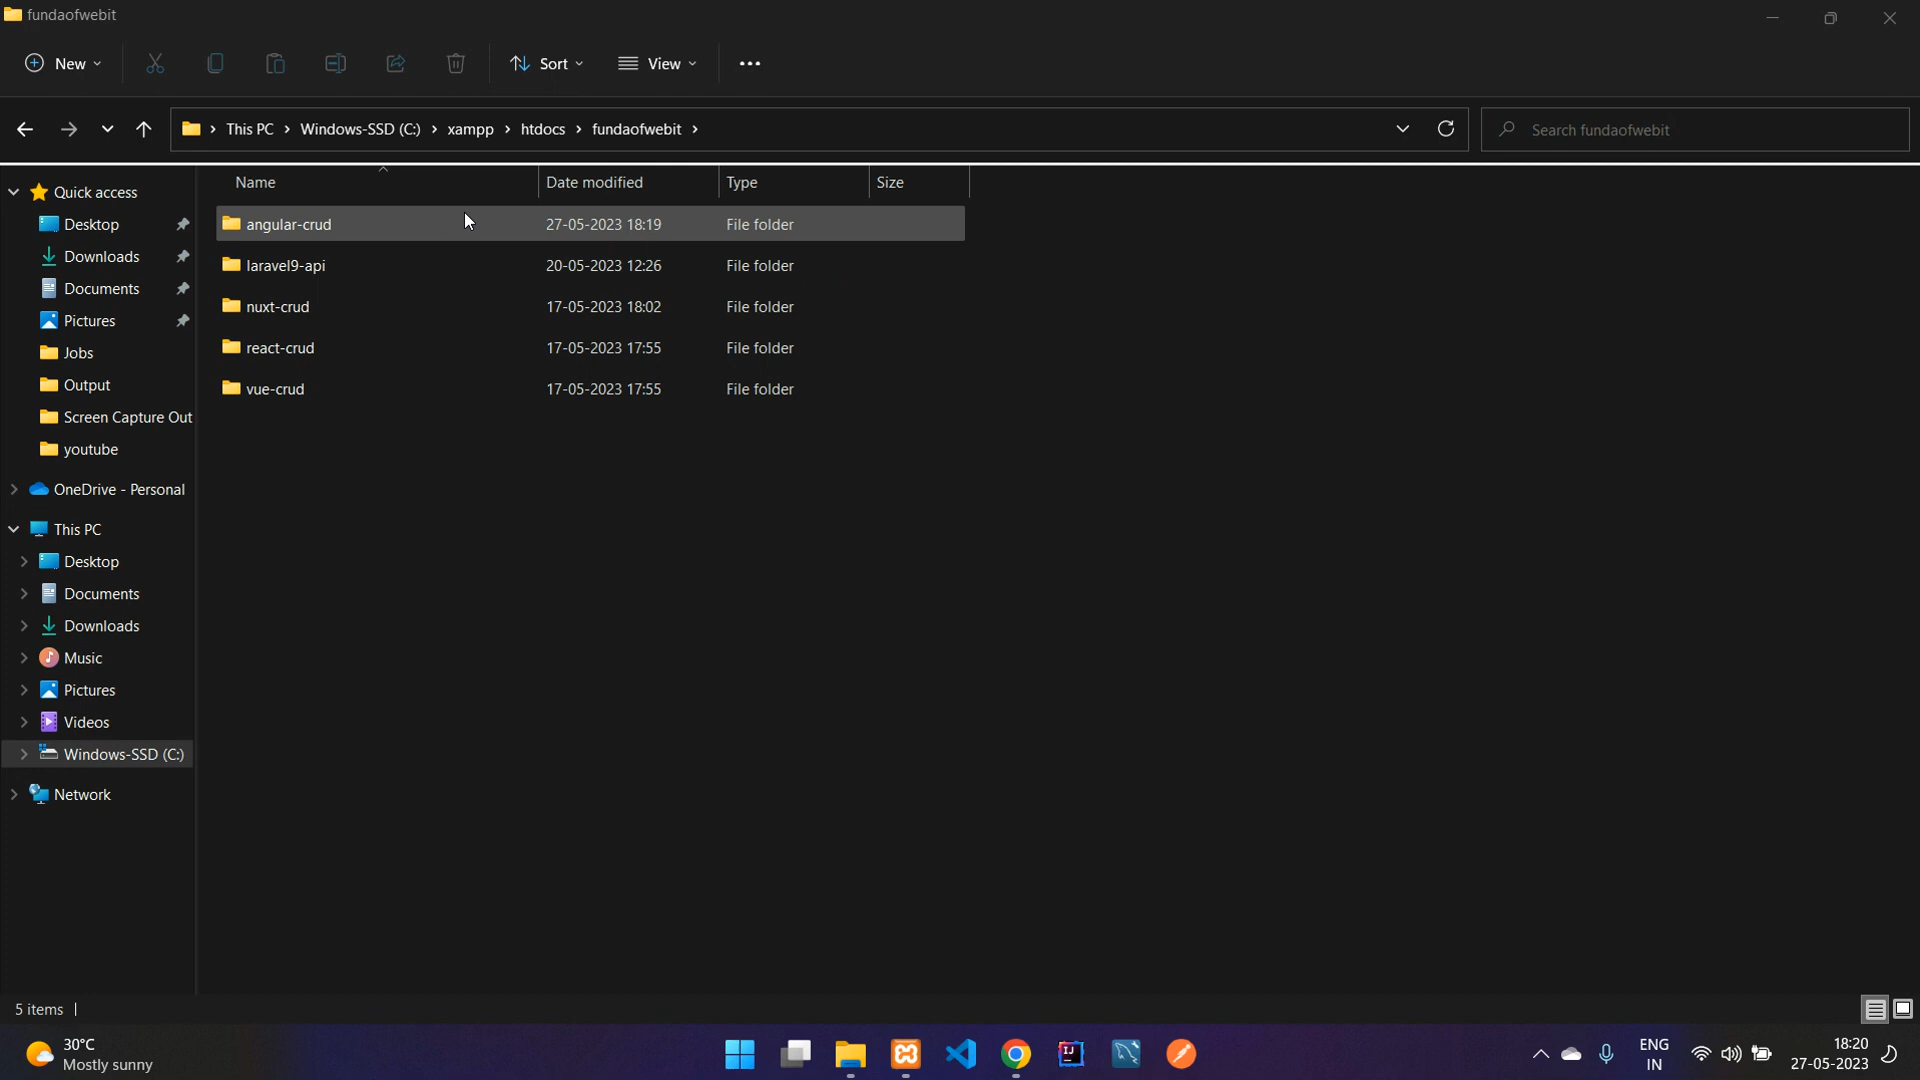 fundaofwebit
New
Sort
View
This PC
Windows-SSD (C:)
xampp
htdocs
fundaofwebit
Search fundaofwebit
Name
Date modified
Type
Size
angular-crud 27-05-2023 18:19 File folder
laravel9-api 20-05-2023 12:26 File folder
nuxt-crud 17-05-2023 18:02 File folder
react-crud 17-05-2023 17:55 File folder
vue-crud 17-05-2023 17:55 File folder
Quick access
Desktop
Downloads
Documents
Pictures
Jobs
Output
Screen Capture Out
youtube
OneDrive - Personal
This PC
Desktop
Documents
Downloads
Music
Pictures
Videos
Windows-SSD (C:)
Network
5 items
30°C
Mostly sunny
IJ
ENG
IN
18:20
27-05-2023